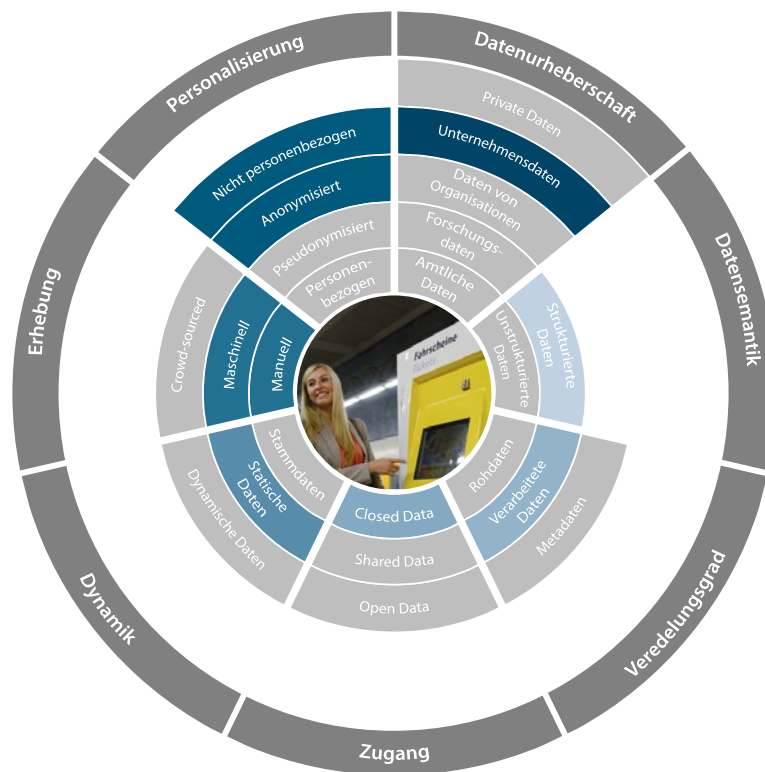 Personalisierung
Nicht personenbezogen
Anonymisiert
Pseudonymisiert
Personen-
bezogen
Datenurheberschaft
Private Daten
Unternehmensdaten
Daten von
Organisationen
Forschungs-
daten
Amtliche
Daten
Datensemantik
Strukturierte
Daten
Unstrukturierte
Daten
Veredelungsgrad
Rohdaten
Verarbeitete
Daten
Metadaten
Zugang
Closed Data
Shared Data
Open Data
Dynamik
Stammdaten
Statische
Daten
Dynamische Daten
Erhebung
Crowd-sourced
Maschinell
Manuell
Fahrscheine
Tickets